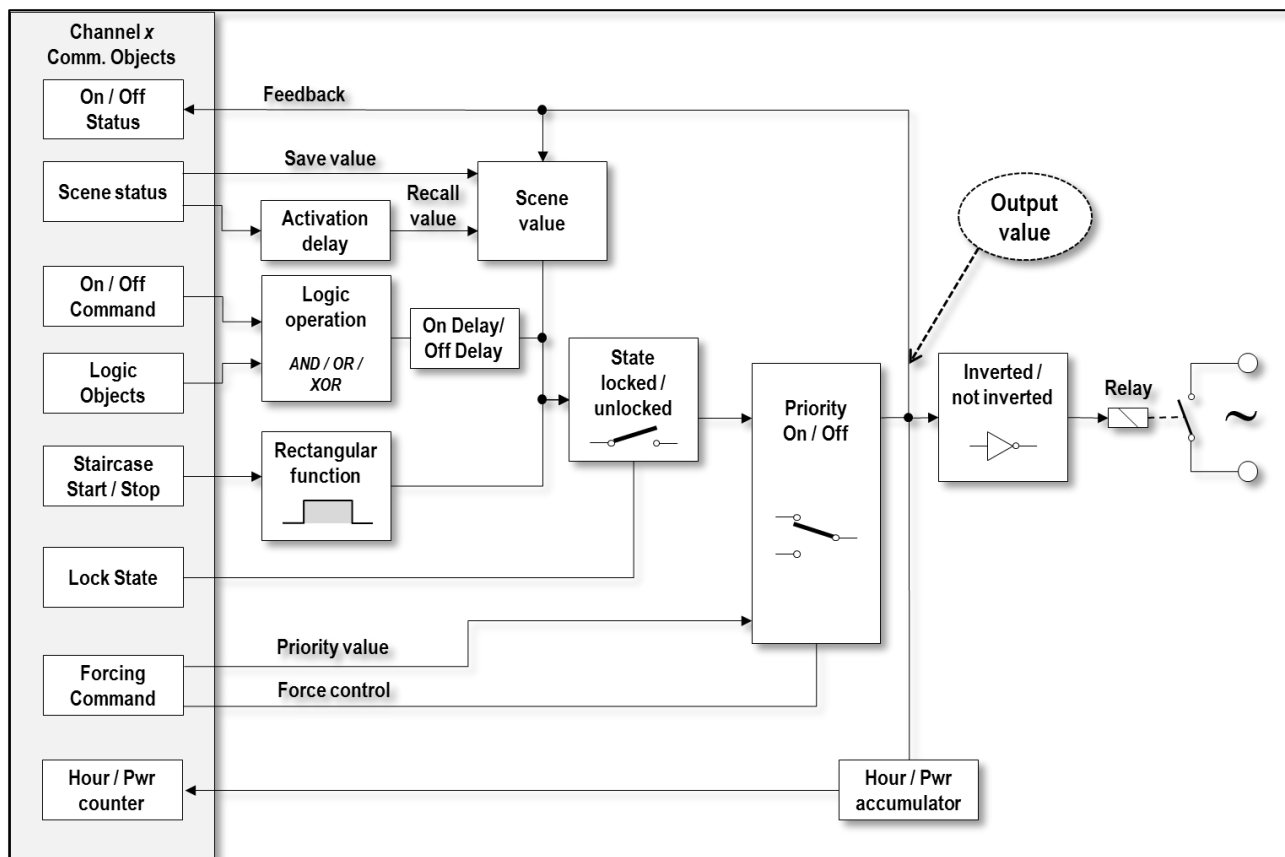 Channel x
Comm. Objects
On / Off
Status
Feedback
Scene status
Save value
Activation
delay
Recall
value
Scene
value
Output
value
On / Off
Command
Logic
Objects
Logic
operation
AND / OR /
XOR
On Delay/
Off Delay
State
locked /
unlocked
Priority
On / Off
Inverted /
not inverted
Relay
~
Staircase
Start / Stop
Rectangular
function
Lock State
Forcing
Command
Priority value
Force control
Hour / Pwr
counter
Hour / Pwr
accumulator